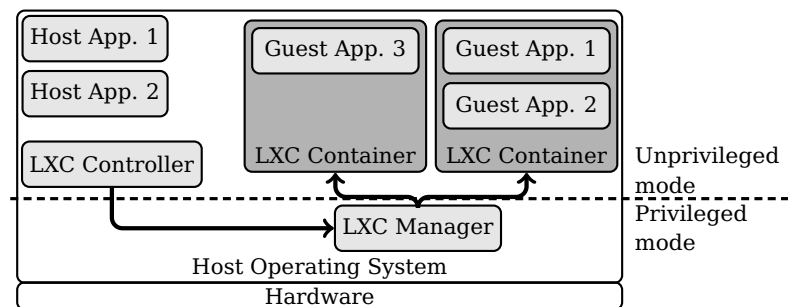 Host App. 1
Guest App. 3
Guest App. 1
Host App. 2
Guest App. 2
LXC Controller
LXC Container
LXC Container
Unprivileged
mode
Privileged
mode
LXC Manager
Host Operating System
Hardware